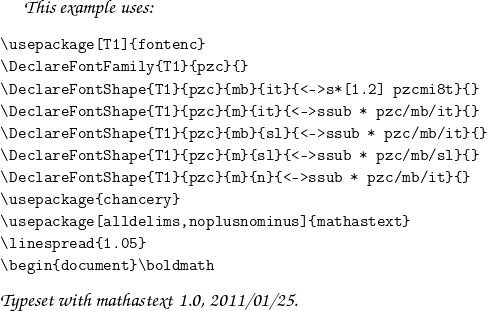 This example uses:
\usepackage[T1]{fontenc}
\DeclareFontFamily{T1}{pzc}{}
\DeclareFontShape{T1}{pzc}{mb}{it}{<->s*[1.2] pzcmi8t}{}
\DeclareFontShape{T1}{pzc}{m}{it}{<->ssub * pzc/mb/it}{}
\DeclareFontShape{T1}{pzc}{mb}{sl}{<->ssub * pzc/mb/it}{}
\DeclareFontShape{T1}{pzc}{m}{sl}{<->ssub * pzc/mb/sl}{}
\DeclareFontShape{T1}{pzc}{m}{n}{<->ssub * pzc/mb/it}{}
\usepackage{chancery}
\usepackage[alldelims,noplusnominus]{mathastext}
\linespread{1.05}
\begin{document}\boldmath
Typeset with mathastext 1.0, 2011/01/25.